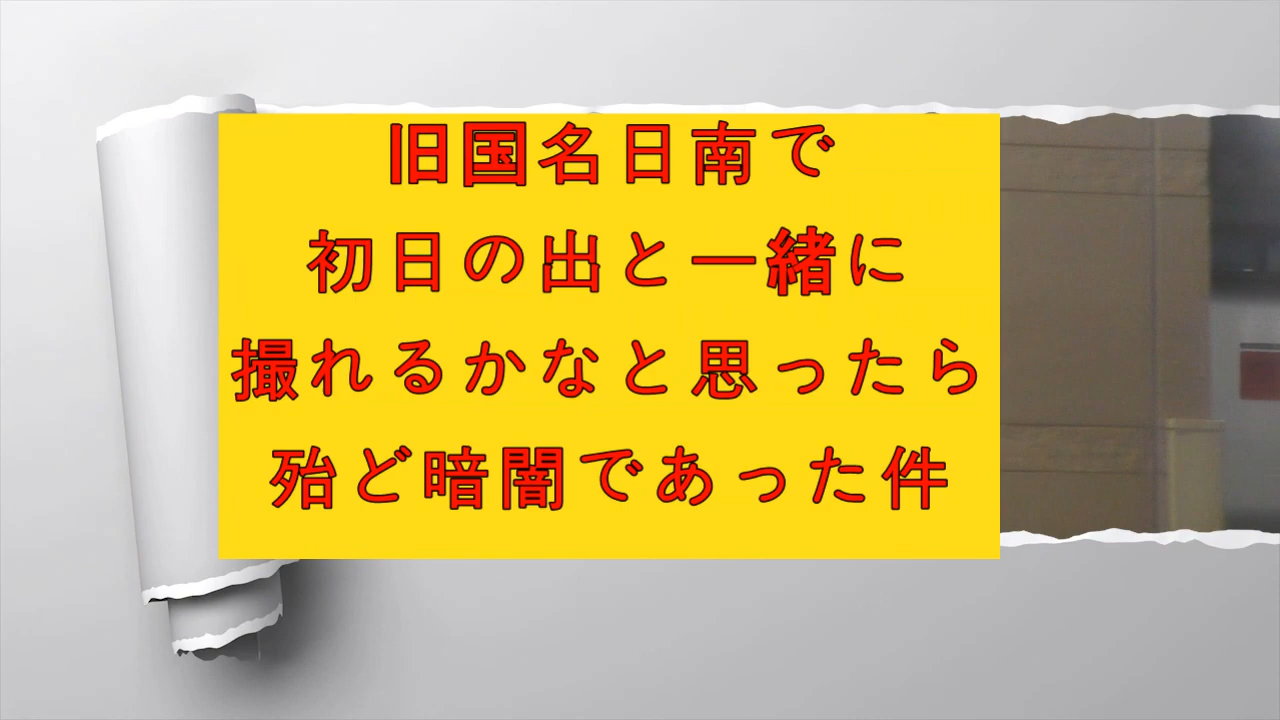 旧国名日南で
初日の出と一緒に
撮れるかなと思ったら
殆ど暗闇であった件